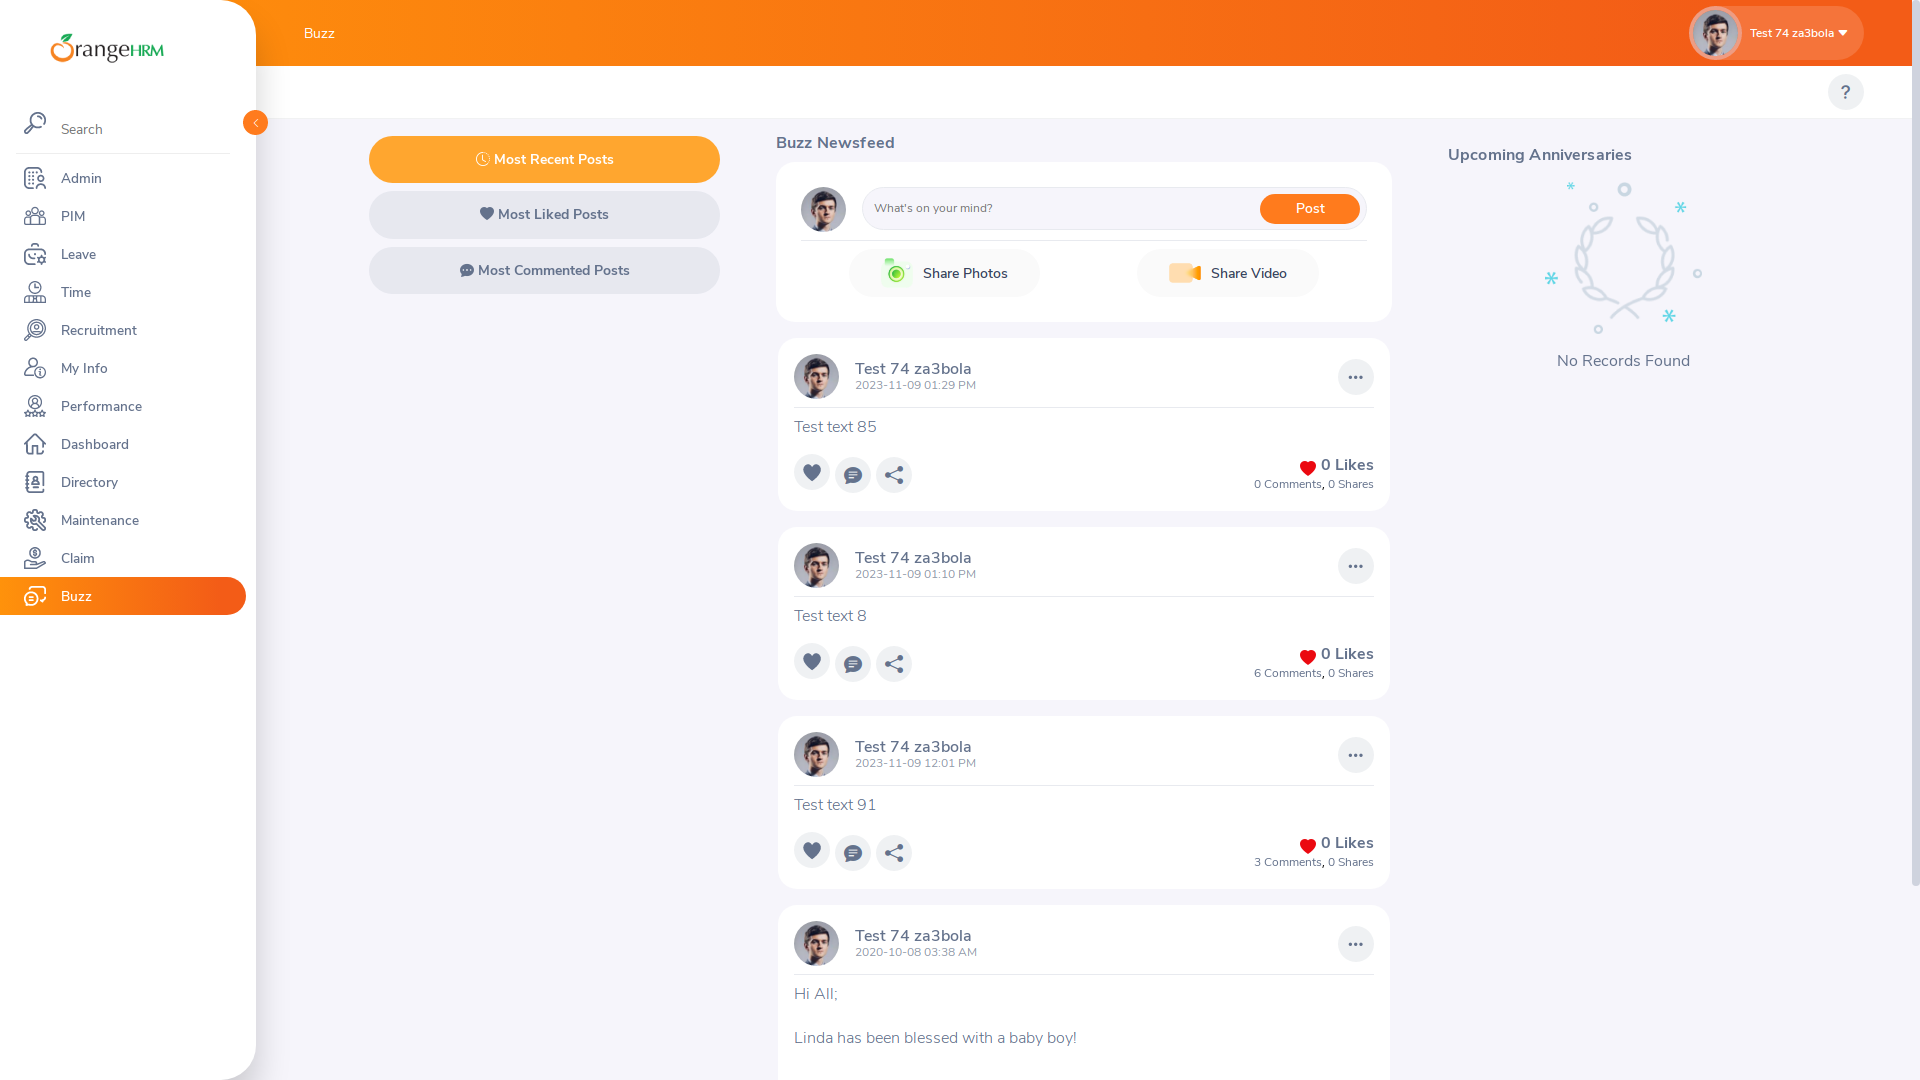 OrangeHRM
Search
Admin
PIM
Leave
Time
Recruitment
My Info
Performance
Dashboard
Directory
Maintenance
Claim
Buzz
Buzz
Test 74 za3bola
?
Most Recent Posts
Most Liked Posts
Most Commented Posts
Buzz Newsfeed
What's on your mind?
Post
Share Photos
Share Video
Test 74 za3bola
2023-11-09 01:29 PM
Test text 85
0 Likes
0 Comments, 0 Shares
Test 74 za3bola
2023-11-09 01:10 PM
Test text 8
0 Likes
6 Comments, 0 Shares
Test 74 za3bola
2023-11-09 12:01 PM
Test text 91
0 Likes
3 Comments, 0 Shares
Test 74 za3bola
2020-10-08 03:38 AM
Hi All;
Linda has been blessed with a baby boy!
Upcoming Anniversaries
No Records Found